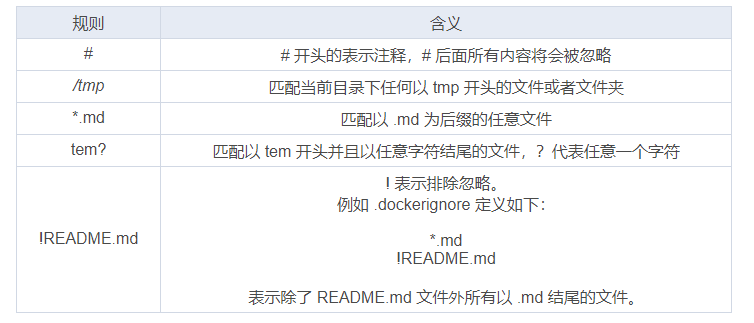 规则 含义
# # 开头的表示注释，# 后面所有内容将会被忽略
/tmp 匹配当前目录下任何以 tmp 开头的文件或者文件夹
*.md 匹配以 .md 为后缀的任意文件
tem? 匹配以 tem 开头并且以任意字符结尾的文件，？代表任意一个字符
!README.md
! 表示排除忽略。
例如 .dockerignore 定义如下：
*.md
!README.md
表示除了 README.md 文件外所有以 .md 结尾的文件。